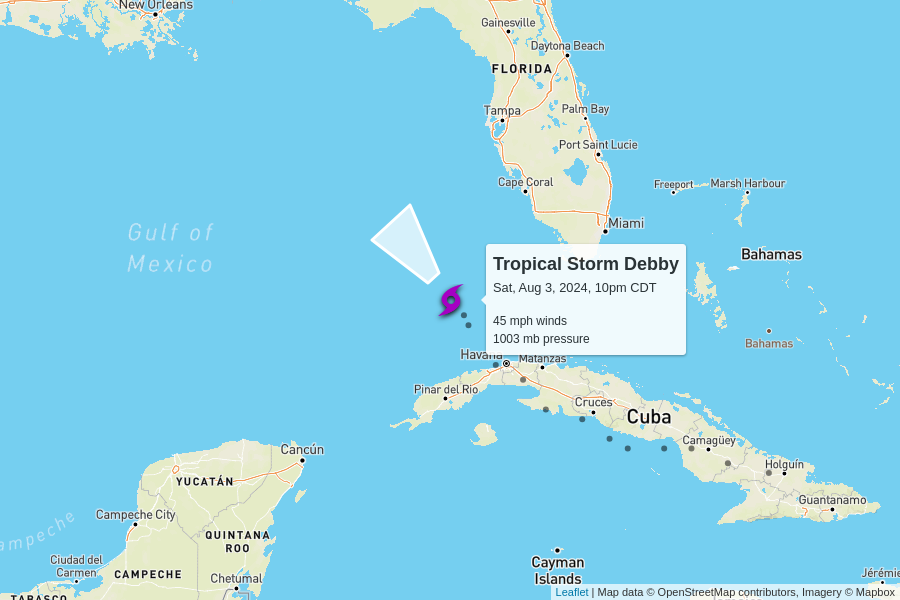 New Orleans
Gainesville
Daytona Beach
FLORIDA
Tampa
Palm Bay
Port Saint Lucie
Cape Coral
Freeport
Marsh Harbour
Miami
Gulf of
Mexico
Bahamas
Tropical Storm Debby
Sat, Aug 3, 2024, 10pm CDT
45 mph winds
1003 mb pressure
Bahamas
Havana
Matanzas
Pinar del Rio
Cruces
Cuba
Camagüey
Cancún
Holguín
YUCATÁN
Guantanamo
Campeche City
ampeche
QUINTANA
ROO
Ciudad del
Carmen
CAMPECHE
Chetumal
Cayman
Islands
Jérémie
TABASCO
Leaflet | Map data © OpenStreetMap contributors, Imagery © Mapbox